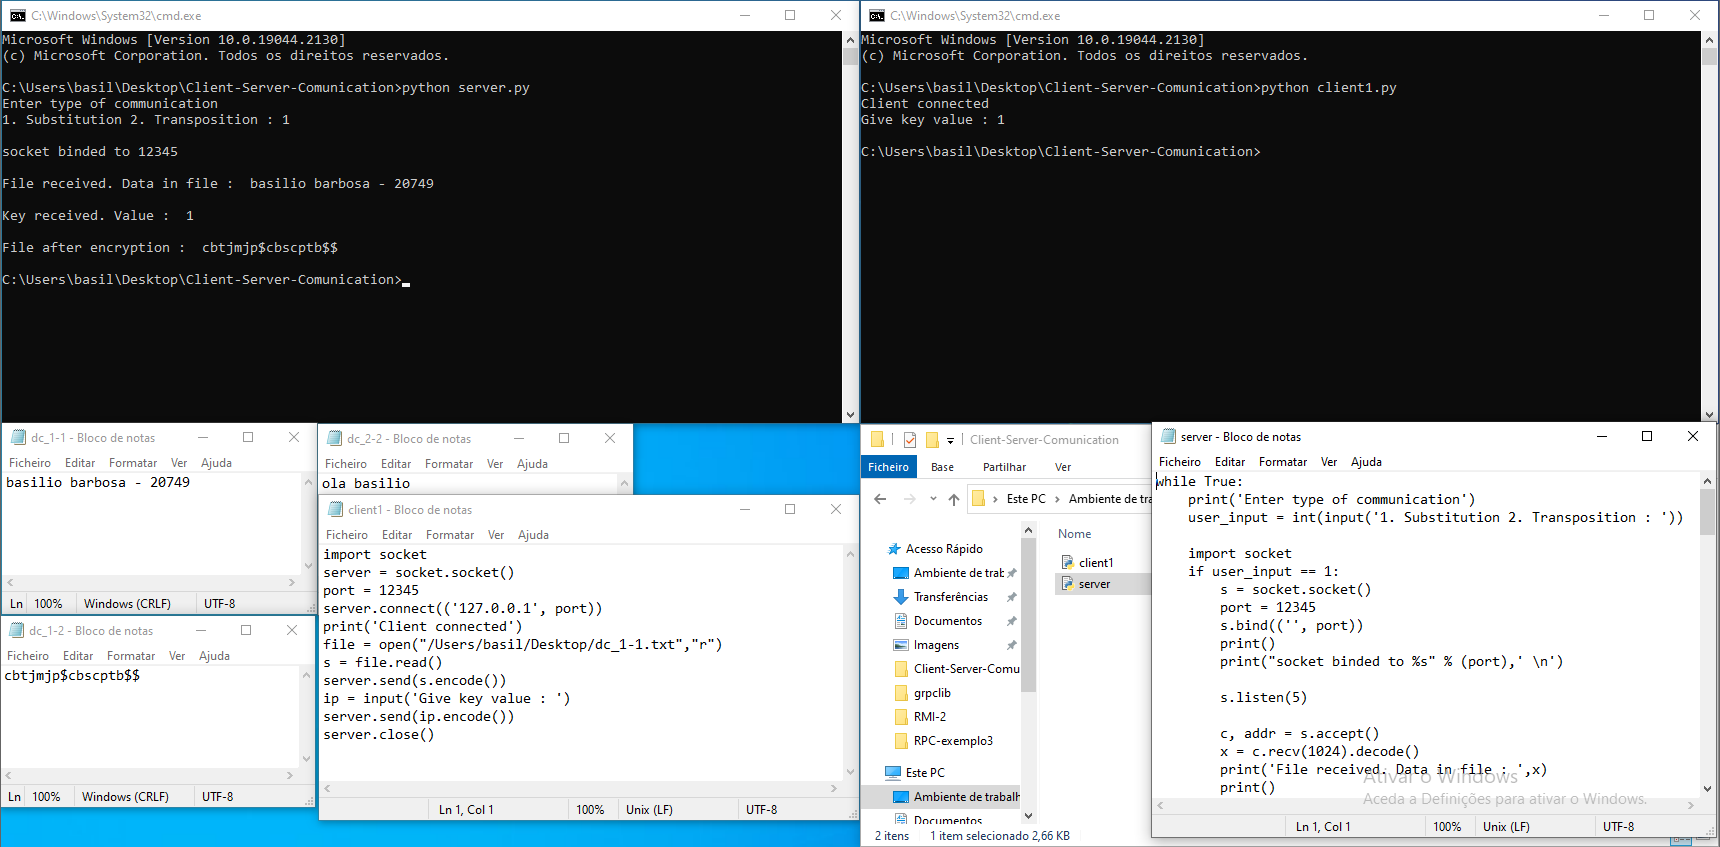 C:\Windows\System32\cmd.exe
Microsoft Windows [Version 10.0.19044.2130]
(c) Microsoft Corporation. Todos os direitos reservados.
C:\Users\basil\Desktop\Client-Server-Comunication>python server.py
Enter type of communication
1. Substitution 2. Transposition : 1
socket binded to 12345
File received. Data in file :  basilio barbosa - 20749
Key received. Value :  1
File after encryption :  cbtjmjp$cbscptb$$
C:\Users\basil\Desktop\Client-Server-Comunication>
C:\Windows\System32\cmd.exe
Microsoft Windows [Version 10.0.19044.2130]
(c) Microsoft Corporation. Todos os direitos reservados.
C:\Users\basil\Desktop\Client-Server-Comunication>python client1.py
Client connected
Give key value : 1
C:\Users\basil\Desktop\Client-Server-Comunication>
dc_1-1 - Bloco de notas
Ficheiro Editar Formatar Ver Ajuda
basilio barbosa - 20749
Ln 100% Windows (CRLF) UTF-8
dc_1-2 - Bloco de notas
Ficheiro Editar Formatar Ver Ajuda
cbtjmjp$cbscptb$$
Ln 100% Windows (CRLF) UTF-8
dc_2-2 - Bloco de notas
Ficheiro Editar Formatar Ver Ajuda
ola basilio
client1 - Bloco de notas
Ficheiro Editar Formatar Ver Ajuda
import socket
server = socket.socket()
port = 12345
server.connect(('127.0.0.1', port))
print('Client connected')
file = open("/Users/basil/Desktop/dc_1-1.txt","r")
s = file.read()
server.send(s.encode())
ip = input('Give key value : ')
server.send(ip.encode())
server.close()
Ln 1, Col 1 100% Unix (LF) UTF-8
Client-Server-Comunication
Ficheiro Base Partilhar Ver
Este PC > Ambiente de tra
Nome
client1
server
Acesso Rápido
Ambiente de tral
Transferências
Documentos
Imagens
Client-Server-Comu
grpclib
RMI-2
RPC-exemplo3
Este PC
Ambiente de trabalh
Documentos
2 itens 1 item selecionado 2,66 KB
server - Bloco de notas
Ficheiro Editar Formatar Ver Ajuda
while True:
    print('Enter type of communication')
    user_input = int(input('1. Substitution 2. Transposition : '))
    import socket
    if user_input == 1:
        s = socket.socket()
        port = 12345
        s.bind(('', port))
        print()
        print("socket binded to %s" % (port),' \n')
        s.listen(5)
        c, addr = s.accept()
        x = c.recv(1024).decode()
        print('File received. Data in file : ',x)
        print()
Ativar o Windows
Aceda a Definições para ativar o Windows.
Ln 1, Col 1 100% Unix (LF) UTF-8